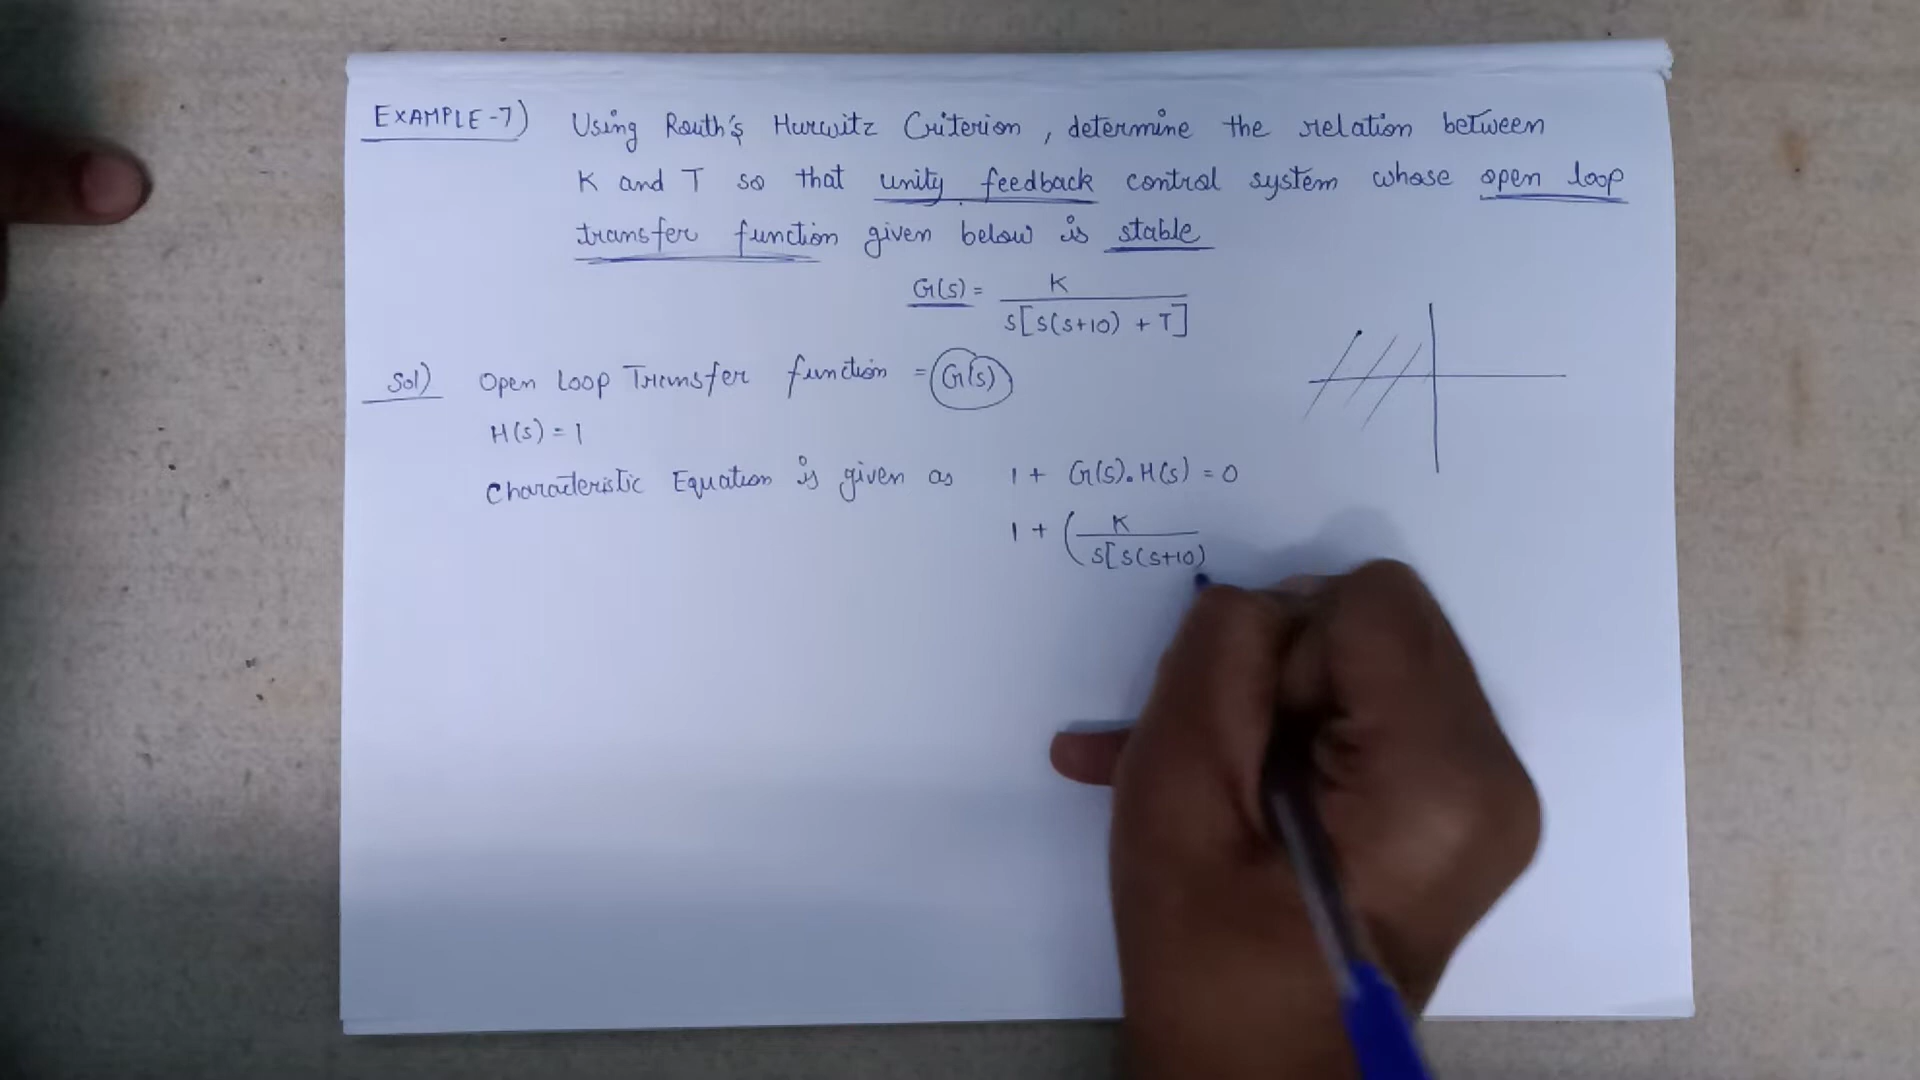 EXAMPLE-7) Using Routh's Hurwitz Criterion, determine the relation between
K and T so that unity feedback control system whose open loop
transfer function given below is stable
G(s) = K / s[s(s+10) + T]
Sol) Open Loop Transfer function = G(s)
H(s) = 1
Characteristic Equation is given as 1 + G(s).H(s) = 0
1 + (K / s[s(s+10)